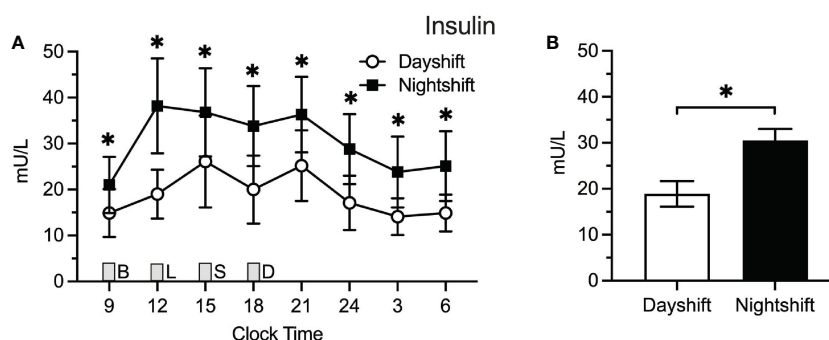 Insulin
A
50
40
30
20
10
0
mU/L
Dayshift
Nightshift
* * * * * * * *
B L S D
9 12 15 18 21 24 3 6
Clock Time
B
50
40
30
20
10
0
mU/L
*
Dayshift Nightshift